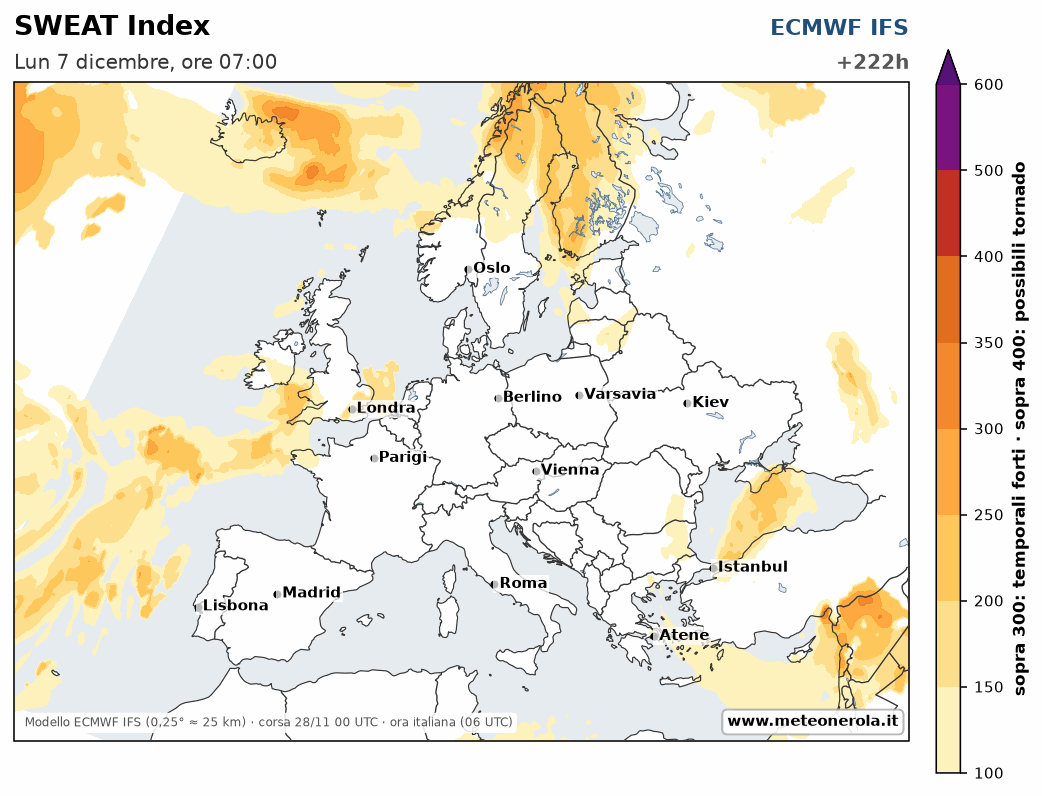 SWEAT Index
ECMWF IFS
Lun 7 dicembre, ore 07:00
+222h
Oslo
Londra
Berlino
Varsavia
Kiev
Parigi
Vienna
Istanbul
Roma
Madrid
Lisbona
Atene
Modello ECMWF IFS (0,25° ≈ 25 km) · corsa 28/11 00 UTC · ora italiana (06 UTC)
www.meteonerola.it
600
500
400
350
300
250
200
150
100
sopra 300: temporali forti · sopra 400: possibili tornado